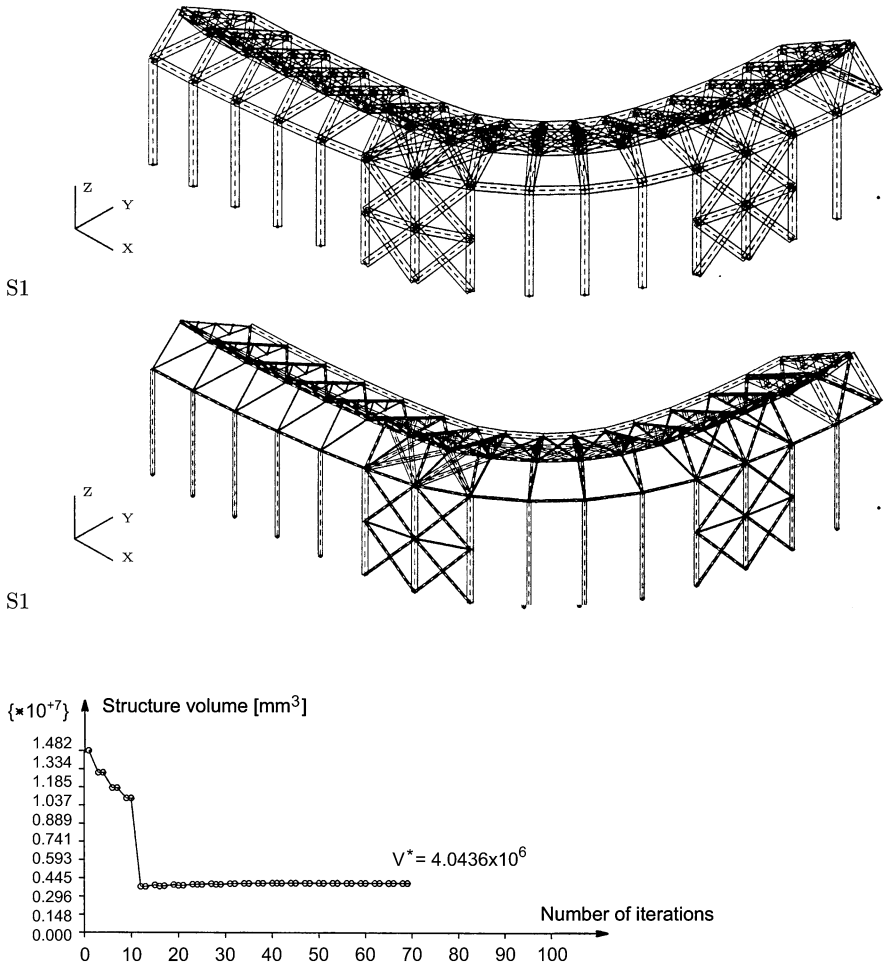 Z
Y
X
S1
Z
Y
X
S1
{*10+7} Structure volume [mm3]
1.482
1.334
1.185
1.037
0.889
0.741
0.593
0.445
0.296
0.148
0.000
V* = 4.0436x10^6
Number of iterations
0 10 20 30 40 50 60 70 80 90 100